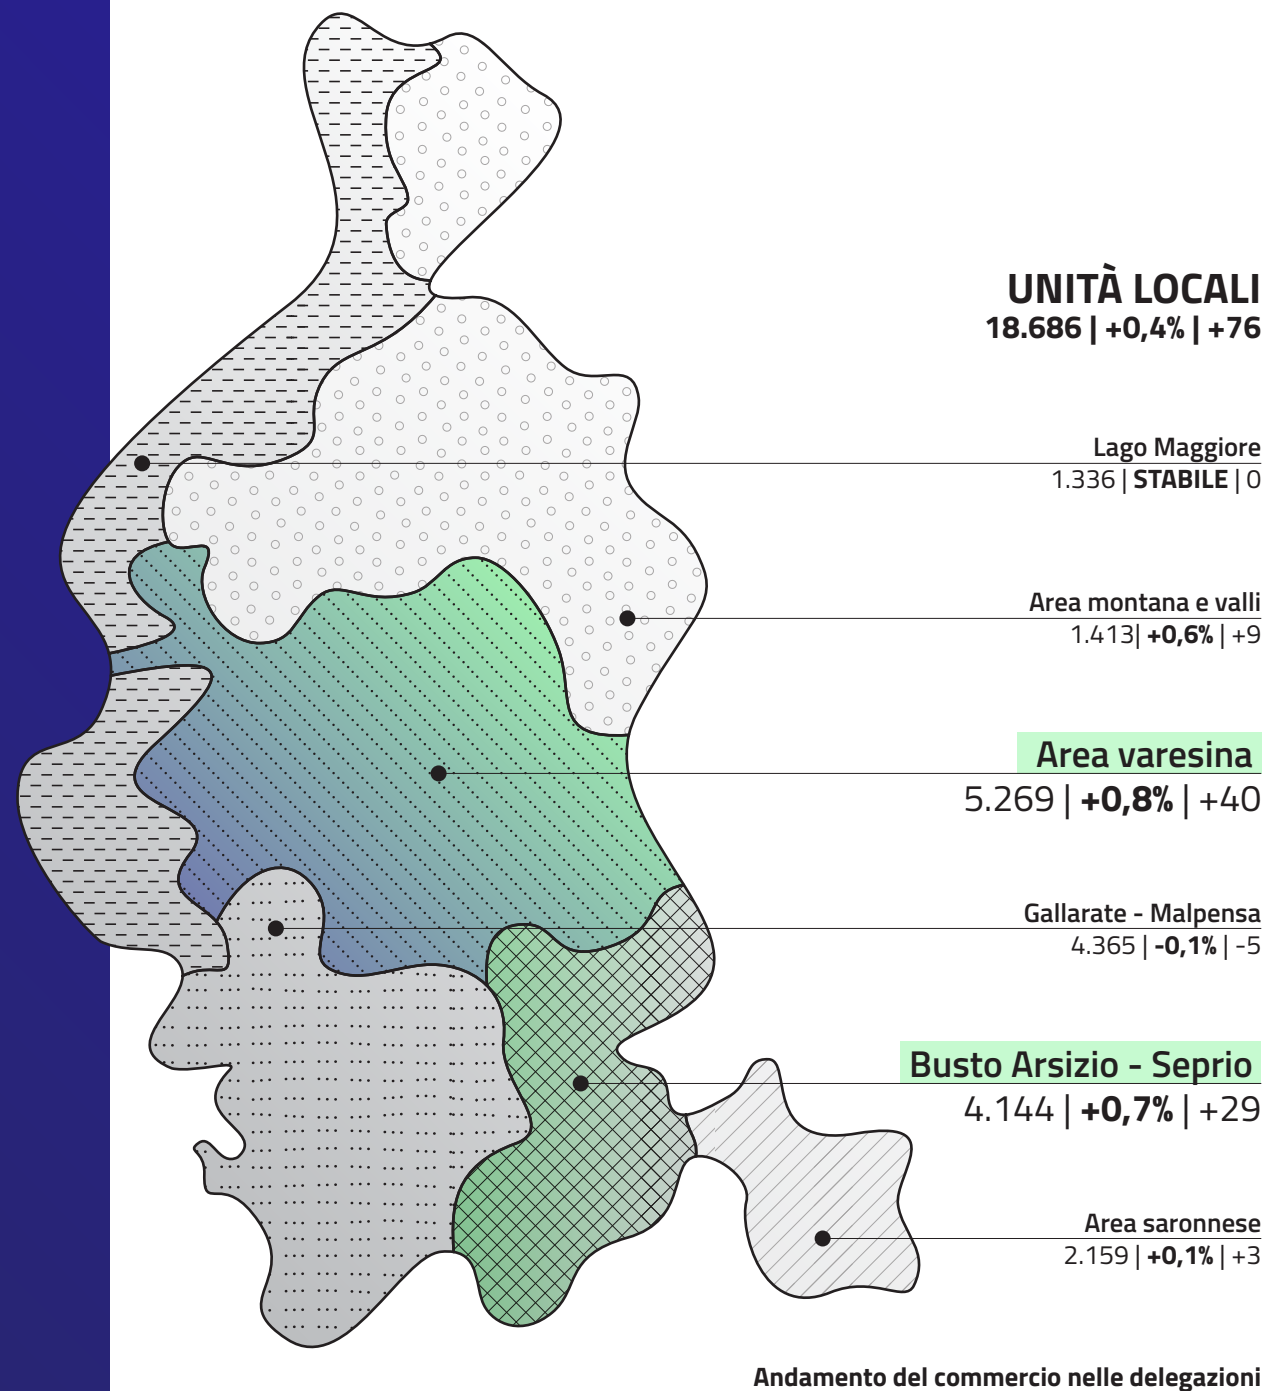 UNITÀ LOCALI
18.686 | +0,4% | +76
Lago Maggiore
1.336 | STABILE | 0
Area montana e valli
1.413| +0,6% | +9
Area varesina
5.269 | +0,8% | +40
Gallarate - Malpensa
4.365 | -0,1% | -5
Busto Arsizio - Seprio
4.144 | +0,7% | +29
Area saronnese
2.159 | +0,1% | +3
Andamento del commercio nelle delegazioni